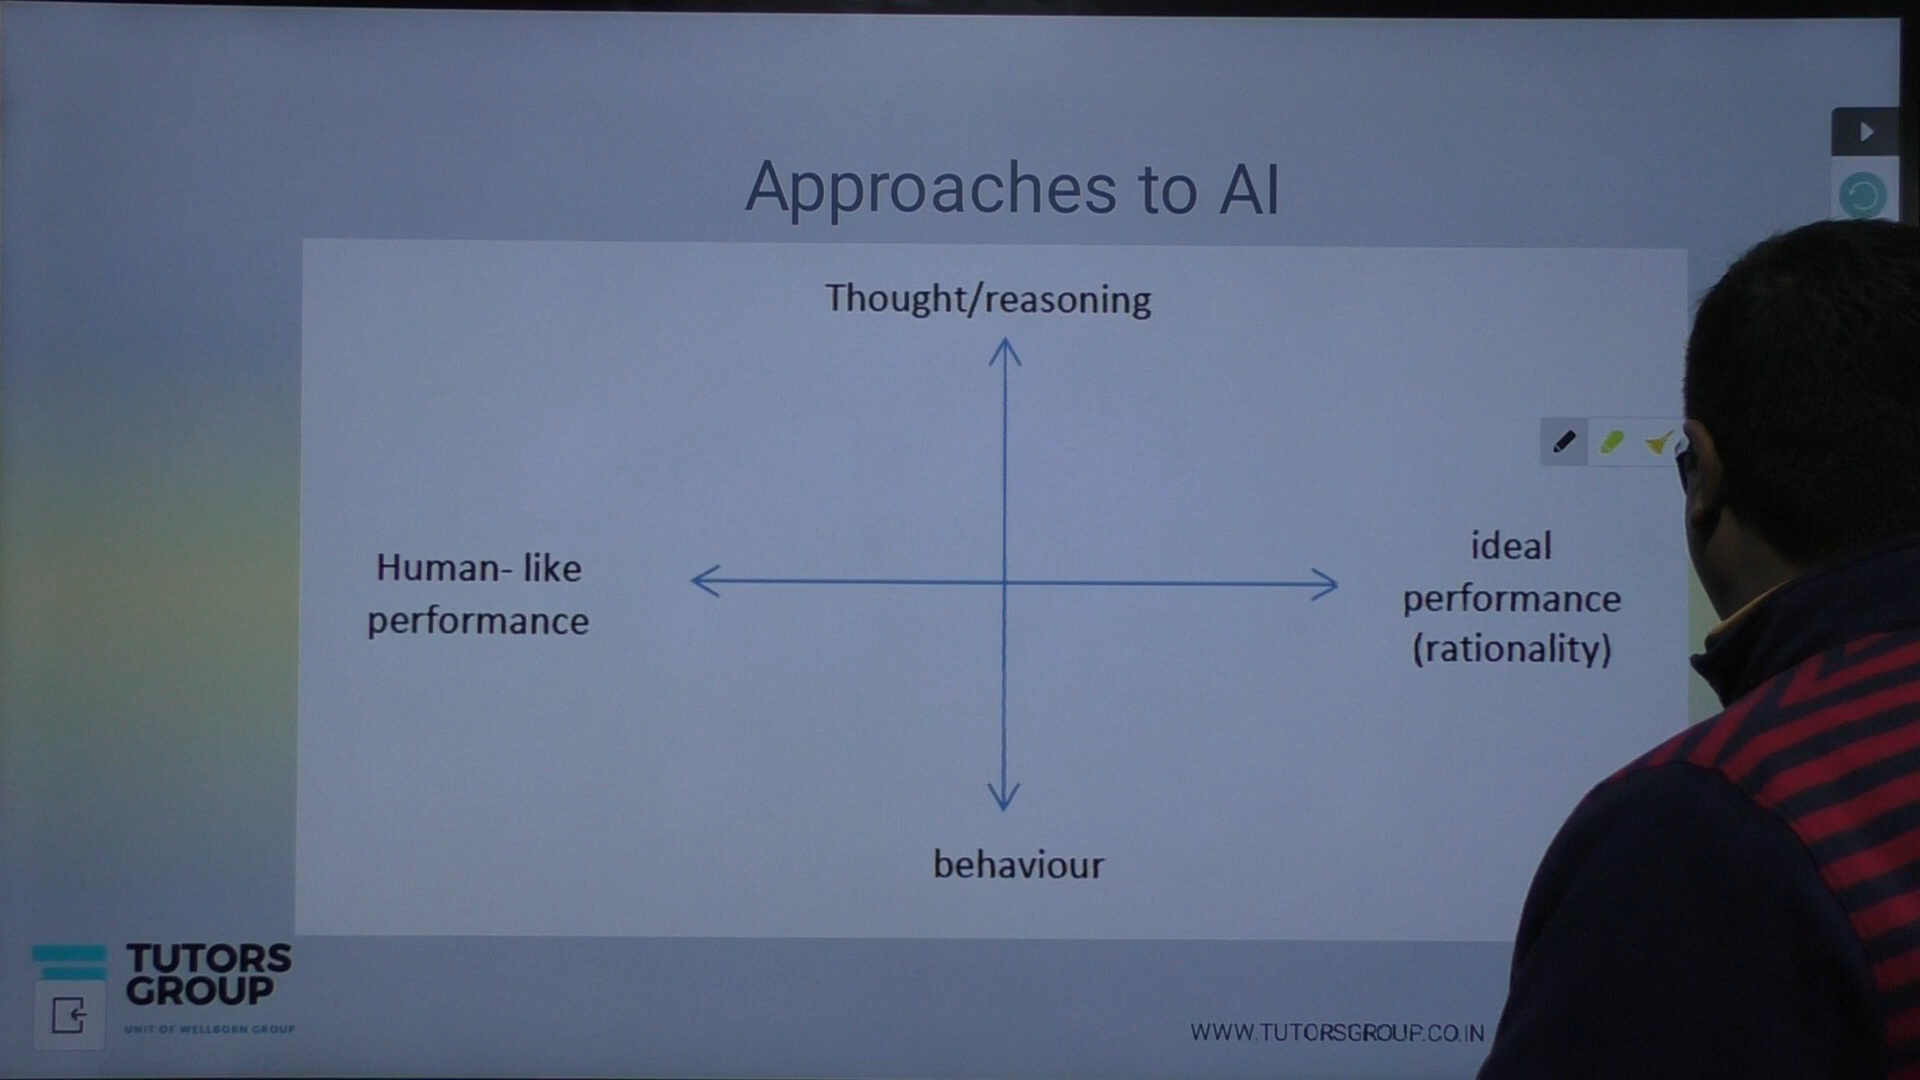 Approaches to AI
Thought/reasoning
Human- like
performance
ideal
performance
(rationality)
behaviour
TUTORS
GROUP
UNIT OF WELLBORN GROUP
WWW.TUTORSGROUP.CO.IN